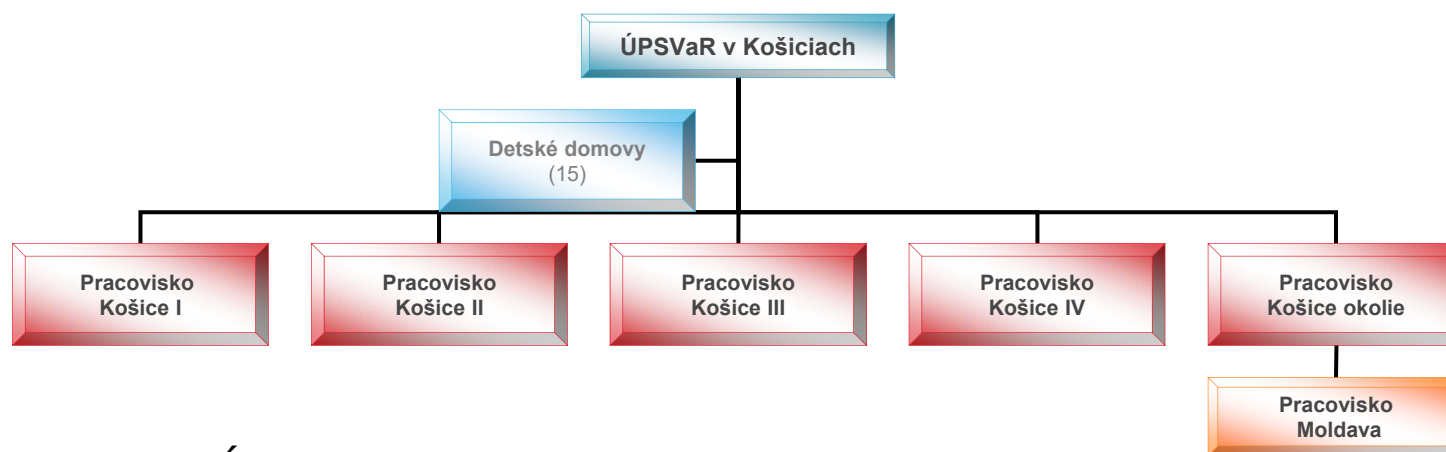 ÚPSVaR v Košiciach
Detské domovy
(15)
Pracovisko
Košice I
Pracovisko
Košice II
Pracovisko
Košice III
Pracovisko
Košice IV
Pracovisko
Košice okolie
Pracovisko
Moldava